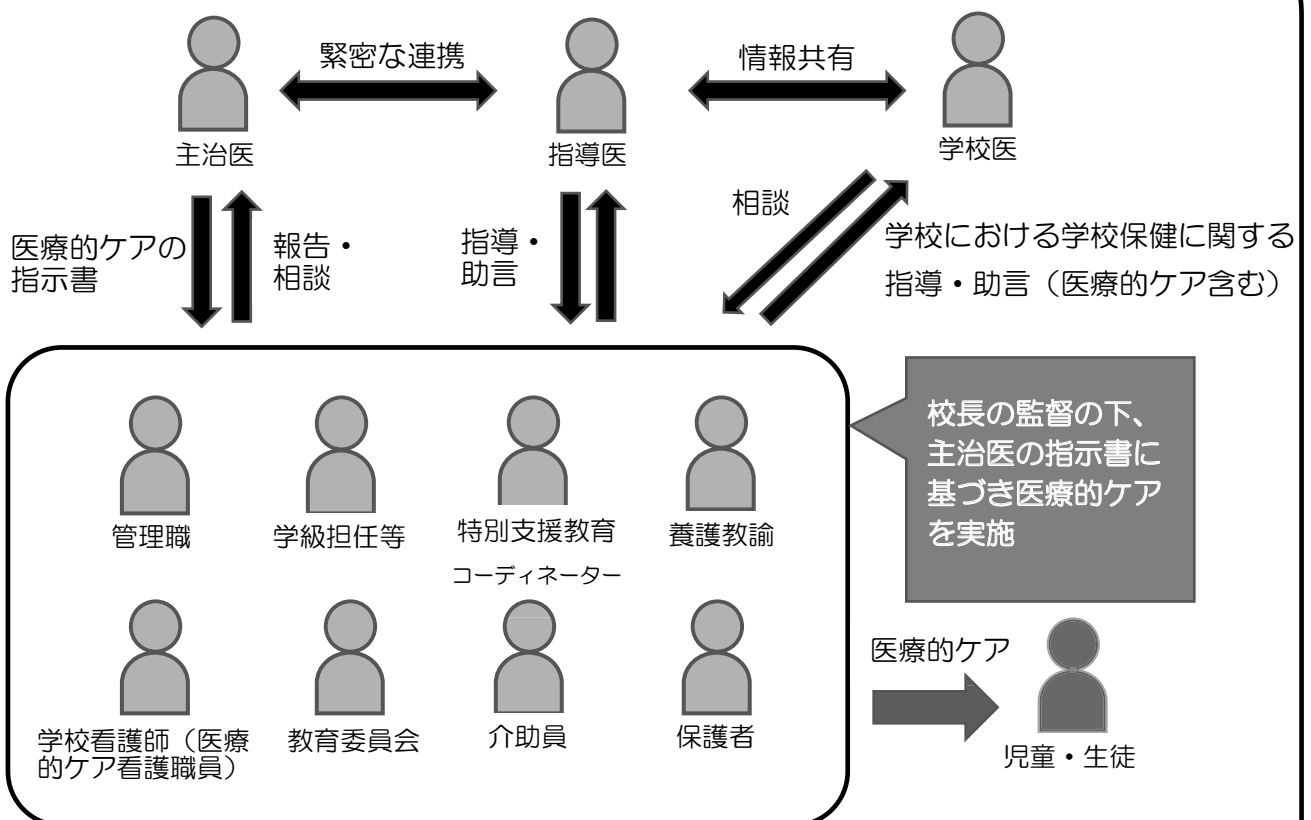 緊密な連携
情報共有
主治医
指導医
学校医
医療的ケアの
指示書
報告・
相談
指導・
助言
相談
学校における学校保健に関する
指導・助言（医療的ケア含む）
校長の監督の下、
主治医の指示書に
基づき医療的ケア
を実施
管理職
学級担任等
特別支援教育
コーディネーター
養護教諭
学校看護師（医療
的ケア看護職員）
教育委員会
介助員
保護者
医療的ケア
児童・生徒